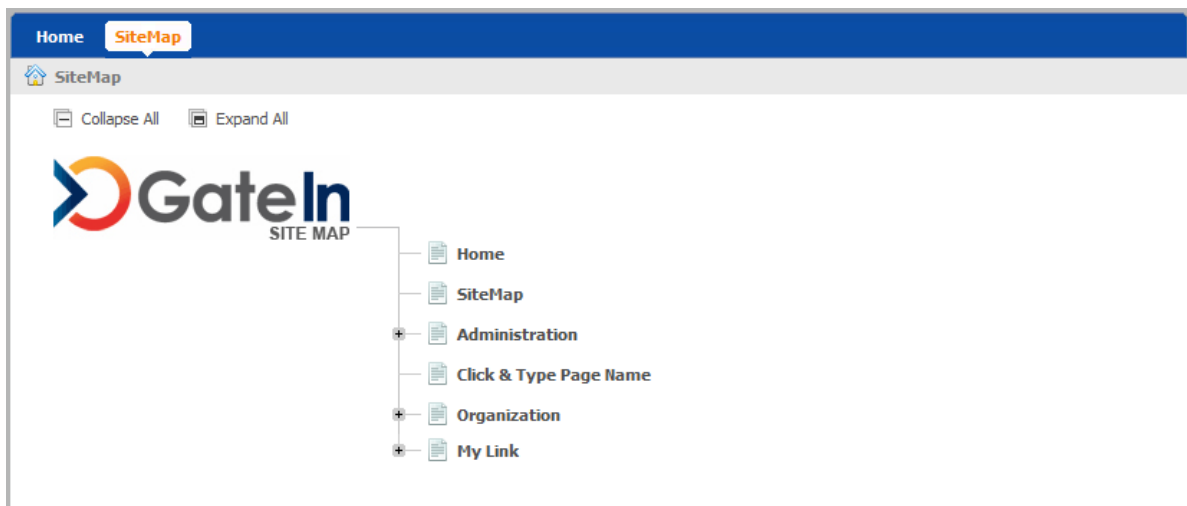 Home SiteMap
SiteMap
Collapse All Expand All
GateIn
SITE MAP
Home
SiteMap
Administration
Click & Type Page Name
Organization
My Link